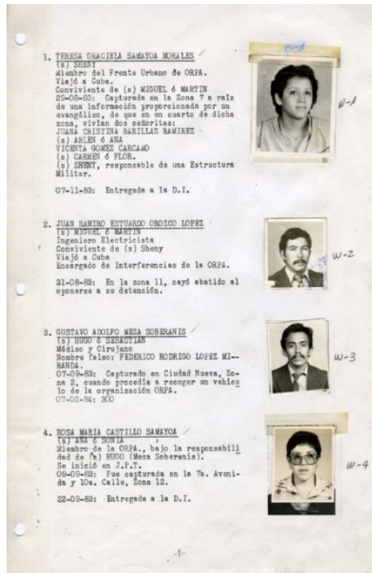 1. TERESA GRACIELA SAMAYOA MORALES
(s) SHENY
Miembro del Frente Urbano de ORPA.
Viajó a Cuba.
Conviviente de (s) MIGUEL ó MARTIN
29-08-83: Capturada en la Zona 7 a raíz
de una información proporcionada por un
evangélico, de que en un cuarto de dicha
zona, vivían dos señoritas:
JUANA CRISTINA BARILLAS RAMIREZ
(s) ARLEN ó ANA
VICENTA GOMEZ CARCAMO
(s) CARMEN ó FLOR.
(s) SHENY, responsable de una Estructura
Militar.
07-11-83: Entregada a la D.I.
W-1
2. JUAN RAMIRO ESTUARDO OROZCO LOPEZ
(s) MIGUEL ó MARTIN
Ingeniero Electricista
Conviviente de (s) Sheny
Viajó a Cuba
Encargado de Interferencias de la ORPA.
31-08-83: En la zona 11, cayó abatido al
oponerse a su detención.
W-2
3. GUSTAVO ADOLFO MEZA SOBERANIS
(s) HUGO ó SEBASTIAN
Médico y Cirujano
Nombre falso: FEDERICO RODRIGO LOPEZ MI--
RANDA.
07-09-83: Capturado en Ciudad Nueva, Zo-
na 2, cuando procedía a recoger un vehícu
lo de la organización ORPA.
07-02-84: 300
W-3
4. ROSA MARIA CASTILLO SAMAYOA
(s) ANA ó SONIA
Miembro de la ORPA., bajo la responsabili
dad de (s) HUGO (Meza Soberanis).
Se inició en J.P.T.
09-09-83: Fue capturada en la 7a. Aveni-
da y 10a. Calle, Zona 12.
22-09-83: Entregada a la D.I.
W-4
-1-